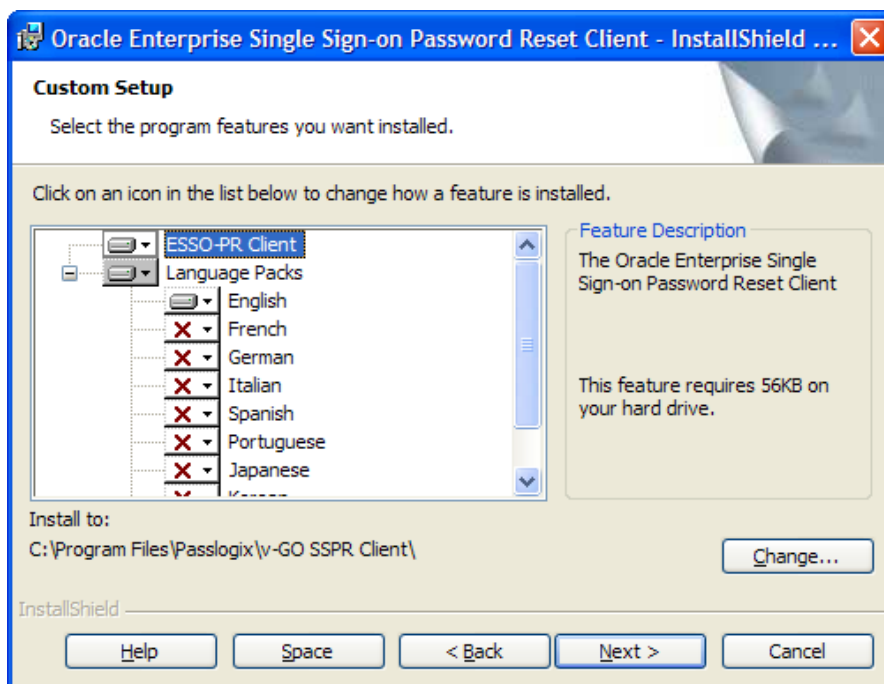 Oracle Enterprise Single Sign-on Password Reset Client - InstallShield ...
Custom Setup
Select the program features you want installed.
Click on an icon in the list below to change how a feature is installed.
ESSO-PR Client
Language Packs
English
French
German
Italian
Spanish
Portuguese
Japanese
Feature Description
The Oracle Enterprise Single
Sign-on Password Reset Client
This feature requires 56KB on
your hard drive.
Install to:
C:\Program Files\Passlogix\v-GO SSPR Client\
Change...
InstallShield
Help
Space
< Back
Next >
Cancel